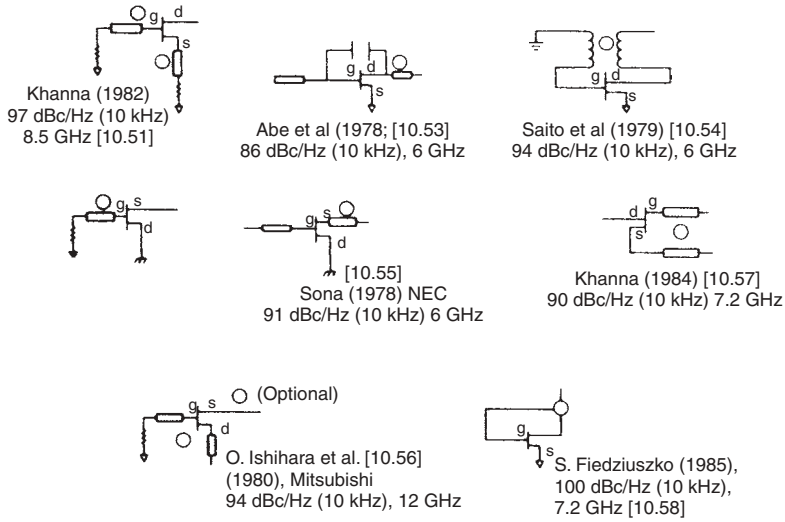 g d
s
Khanna (1982)
97 dBc/Hz (10 kHz)
8.5 GHz [10.51]
g d
s
Abe et al (1978; [10.53]
86 dBc/Hz (10 kHz), 6 GHz
g d
s
Saito et al (1979) [10.54]
94 dBc/Hz (10 kHz), 6 GHz
g s
d
g s
d
[10.55]
Sona (1978) NEC
91 dBc/Hz (10 kHz) 6 GHz
g
d
s
Khanna (1984) [10.57]
90 dBc/Hz (10 kHz) 7.2 GHz
(Optional)
g s
d
O. Ishihara et al. [10.56]
(1980), Mitsubishi
94 dBc/Hz (10 kHz), 12 GHz
g
s
S. Fiedziuszko (1985),
100 dBc/Hz (10 kHz),
7.2 GHz [10.58]